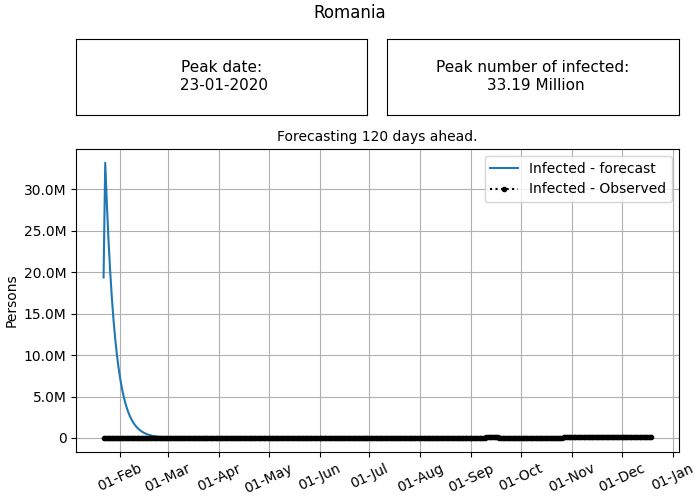 Romania
Peak date:
23-01-2020
Peak number of infected:
33.19 Million
Forecasting 120 days ahead.
Infected - forecast
Infected - Observed
Persons
30.0M
25.0M
20.0M
15.0M
10.0M
5.0M
0
01-Feb
01-Mar
01-Apr
01-May
01-Jun
01-Jul
01-Aug
01-Sep
01-Oct
01-Nov
01-Dec
01-Jan